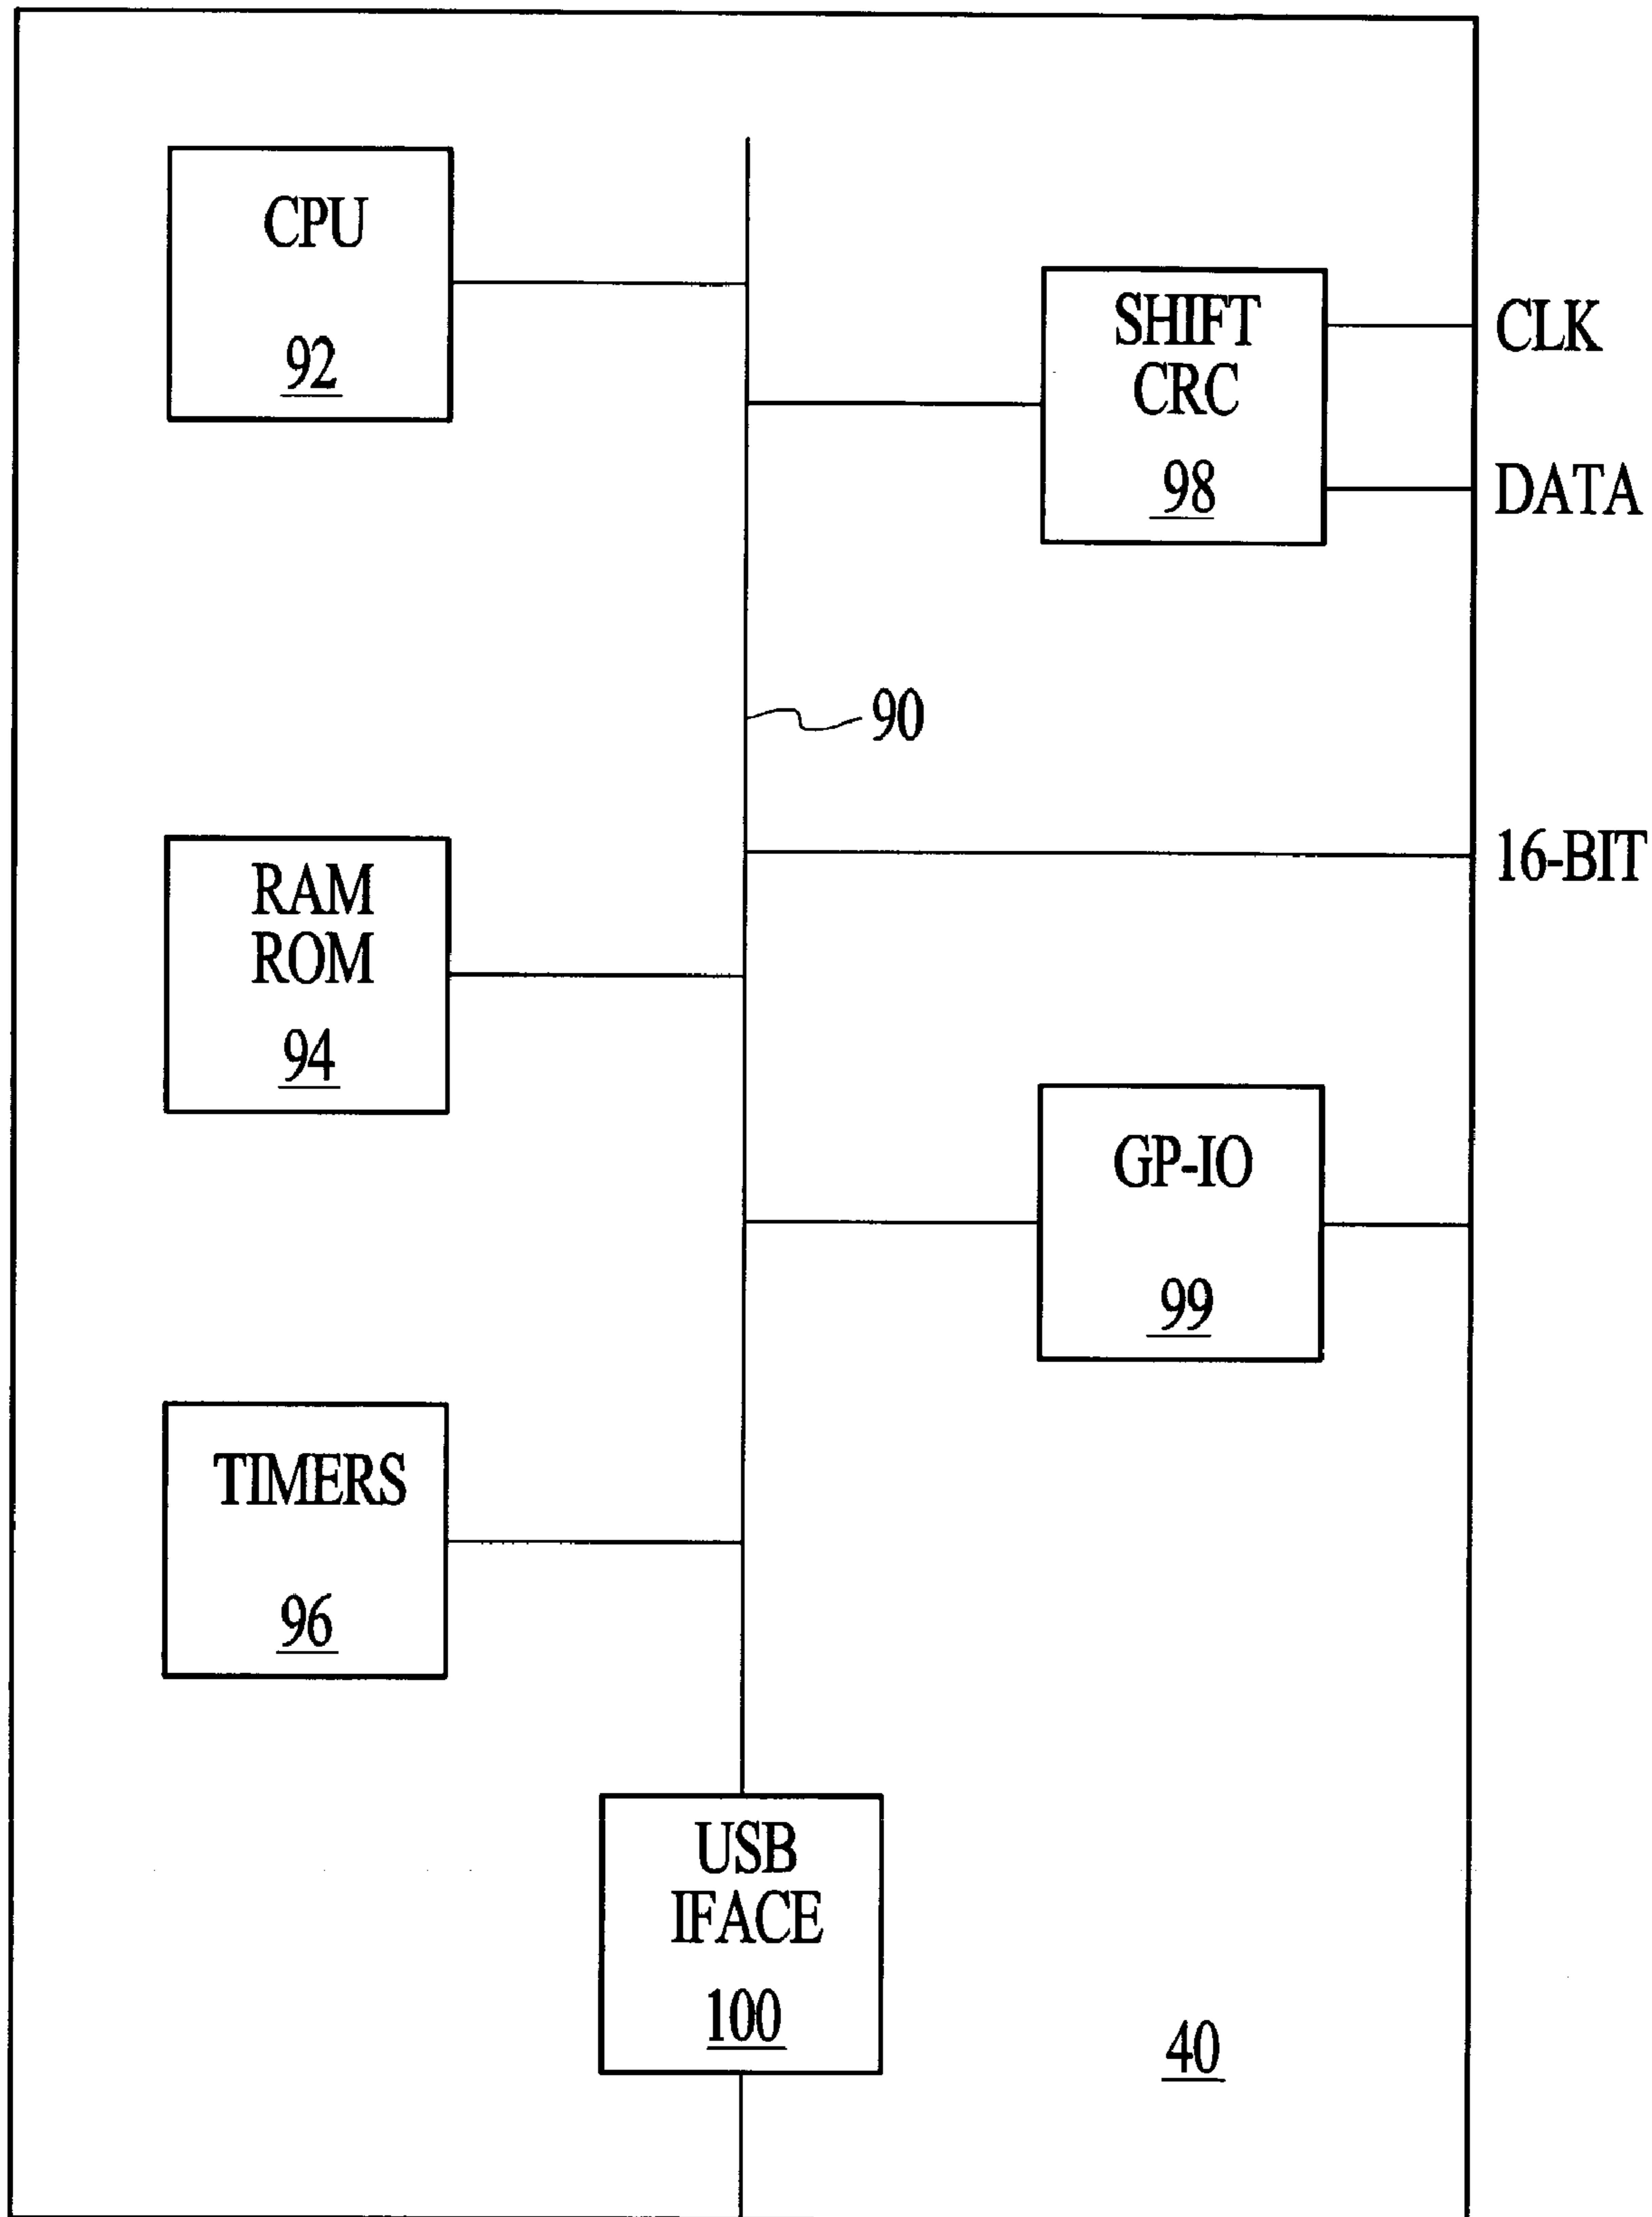 CPU
92
SHIFT
CRC
98
CLK
DATA
90
16-BIT
RAM
ROM
94
GP-IO
99
TIMERS
96
USB
IFACE
100
40